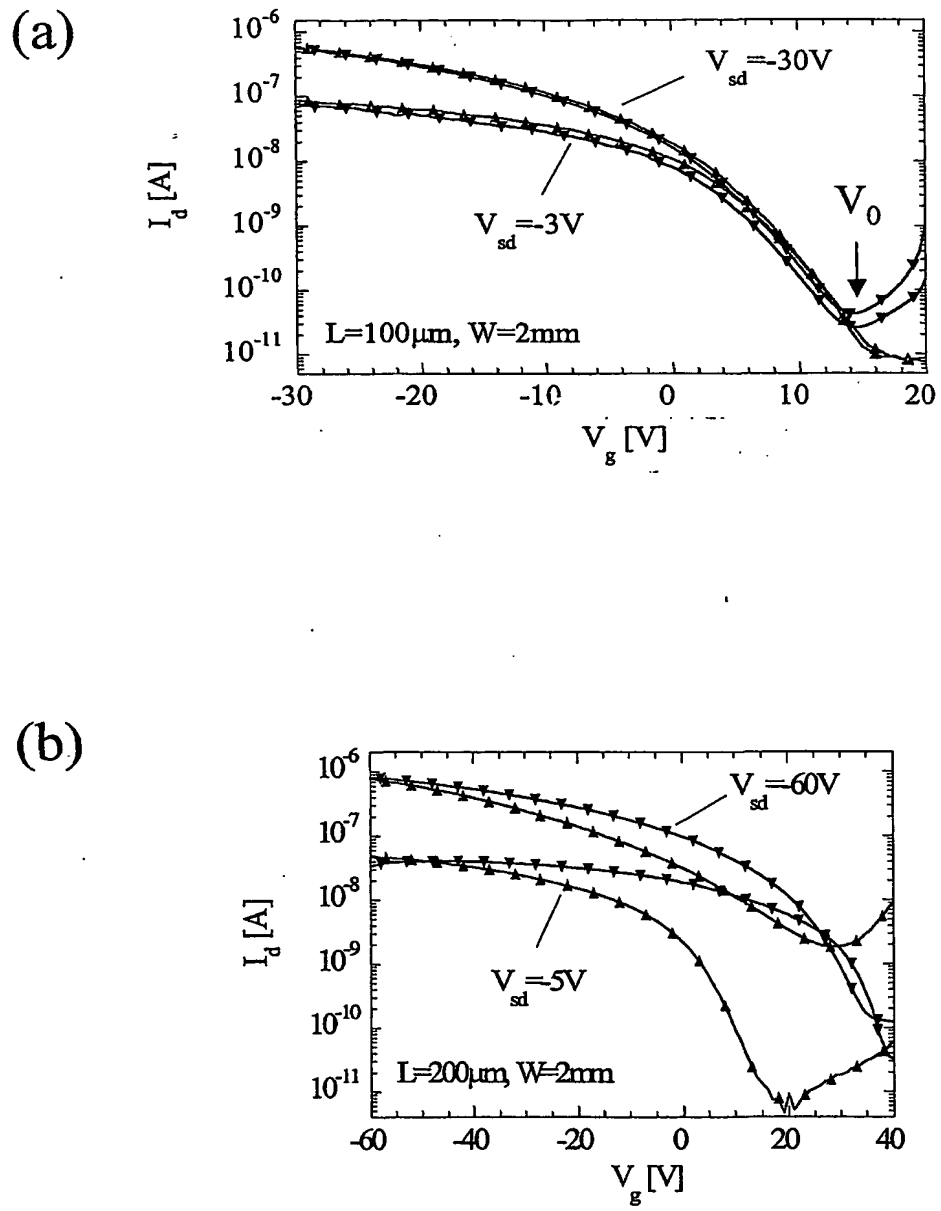 (a)
10⁻⁶
10⁻⁷
10⁻⁸
10⁻⁹
10⁻¹⁰
10⁻¹¹
I_d [A]
V_sd=-30V
V_sd=-3V
V_0
L=100μm, W=2mm
-30 -20 -10 0 10 20
V_g [V]
(b)
10⁻⁶
10⁻⁷
10⁻⁸
10⁻⁹
10⁻¹⁰
10⁻¹¹
I_d [A]
V_sd=-60V
V_sd=-5V
L=200μm, W=2mm
-60 -40 -20 0 20 40
V_g [V]